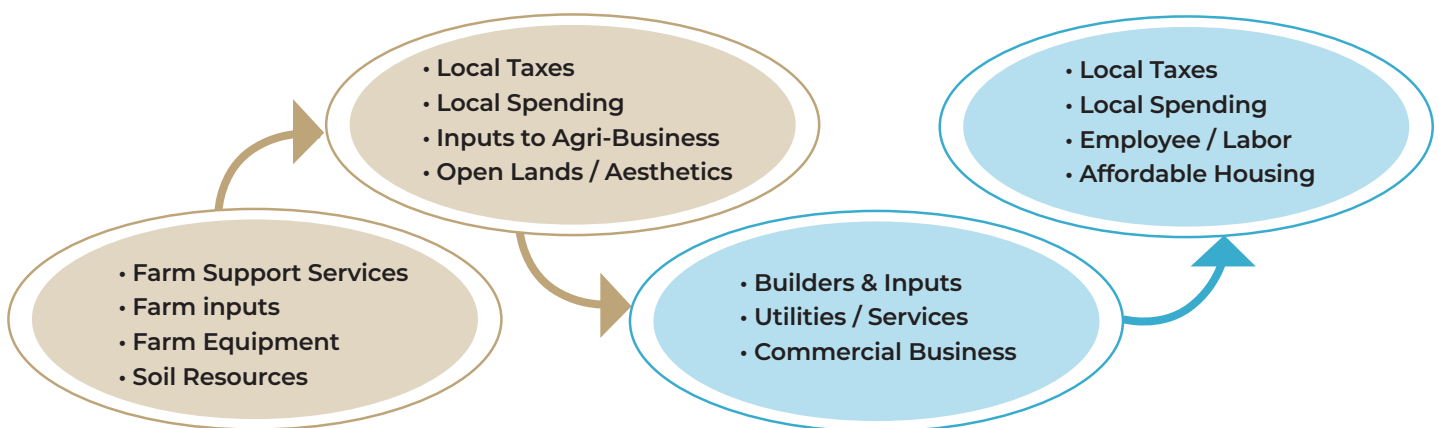 • Farm Support Services
• Farm inputs
• Farm Equipment
• Soil Resources
• Local Taxes
• Local Spending
• Inputs to Agri-Business
• Open Lands / Aesthetics
• Builders & Inputs
• Utilities / Services
• Commercial Business
• Local Taxes
• Local Spending
• Employee / Labor
• Affordable Housing